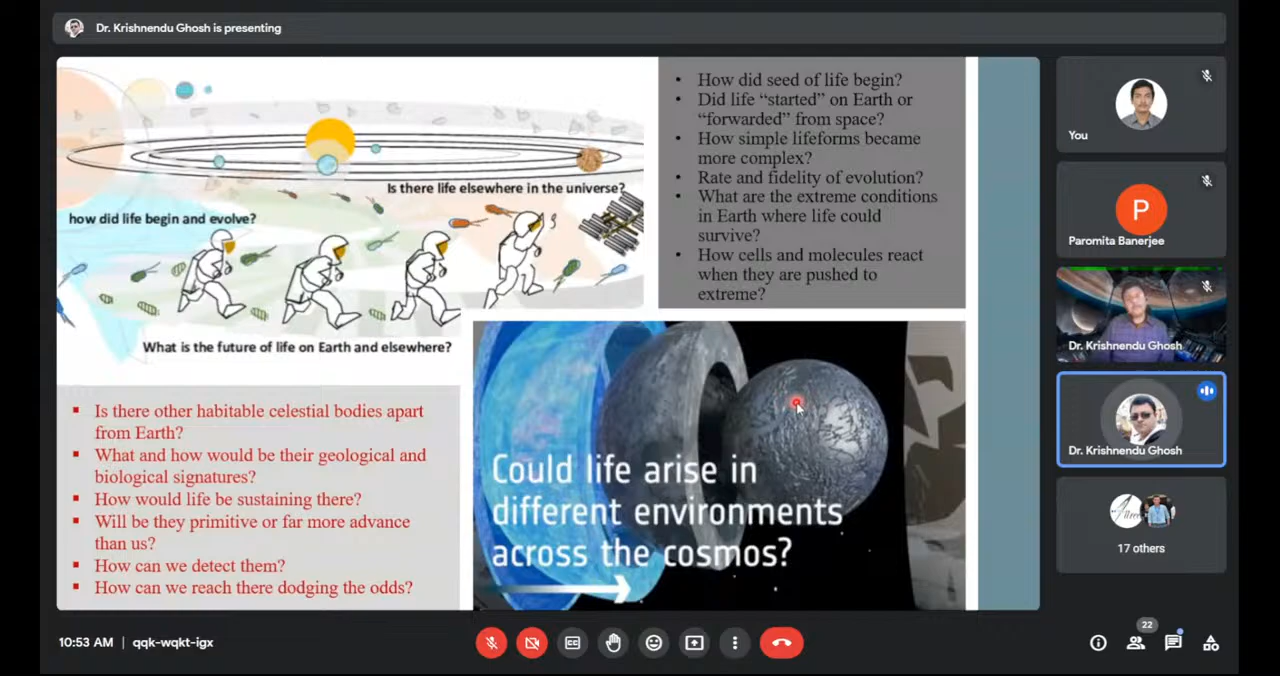 Dr. Krishnendu Ghosh is presenting
Is there life elsewhere in the universe?
how did life begin and evolve?
What is the future of life on Earth and elsewhere?
• How did seed of life begin?
• Did life “started” on Earth or
“forwarded” from space?
• How simple lifeforms became
more complex?
• Rate and fidelity of evolution?
• What are the extreme conditions
in Earth where life could
survive?
• How cells and molecules react
when they are pushed to
extreme?
▪ Is there other habitable celestial bodies apart
from Earth?
▪ What and how would be their geological and
biological signatures?
▪ How would life be sustaining there?
▪ Will be they primitive or far more advance
than us?
▪ How can we detect them?
▪ How can we reach there dodging the odds?
Could life arise in
different environments
across the cosmos?
You
P
Paromita Banerjee
Dr. Krishnendu Ghosh
Dr. Krishnendu Ghosh
17 others
10:53 AM | qqk-wqkt-igx
CC
22